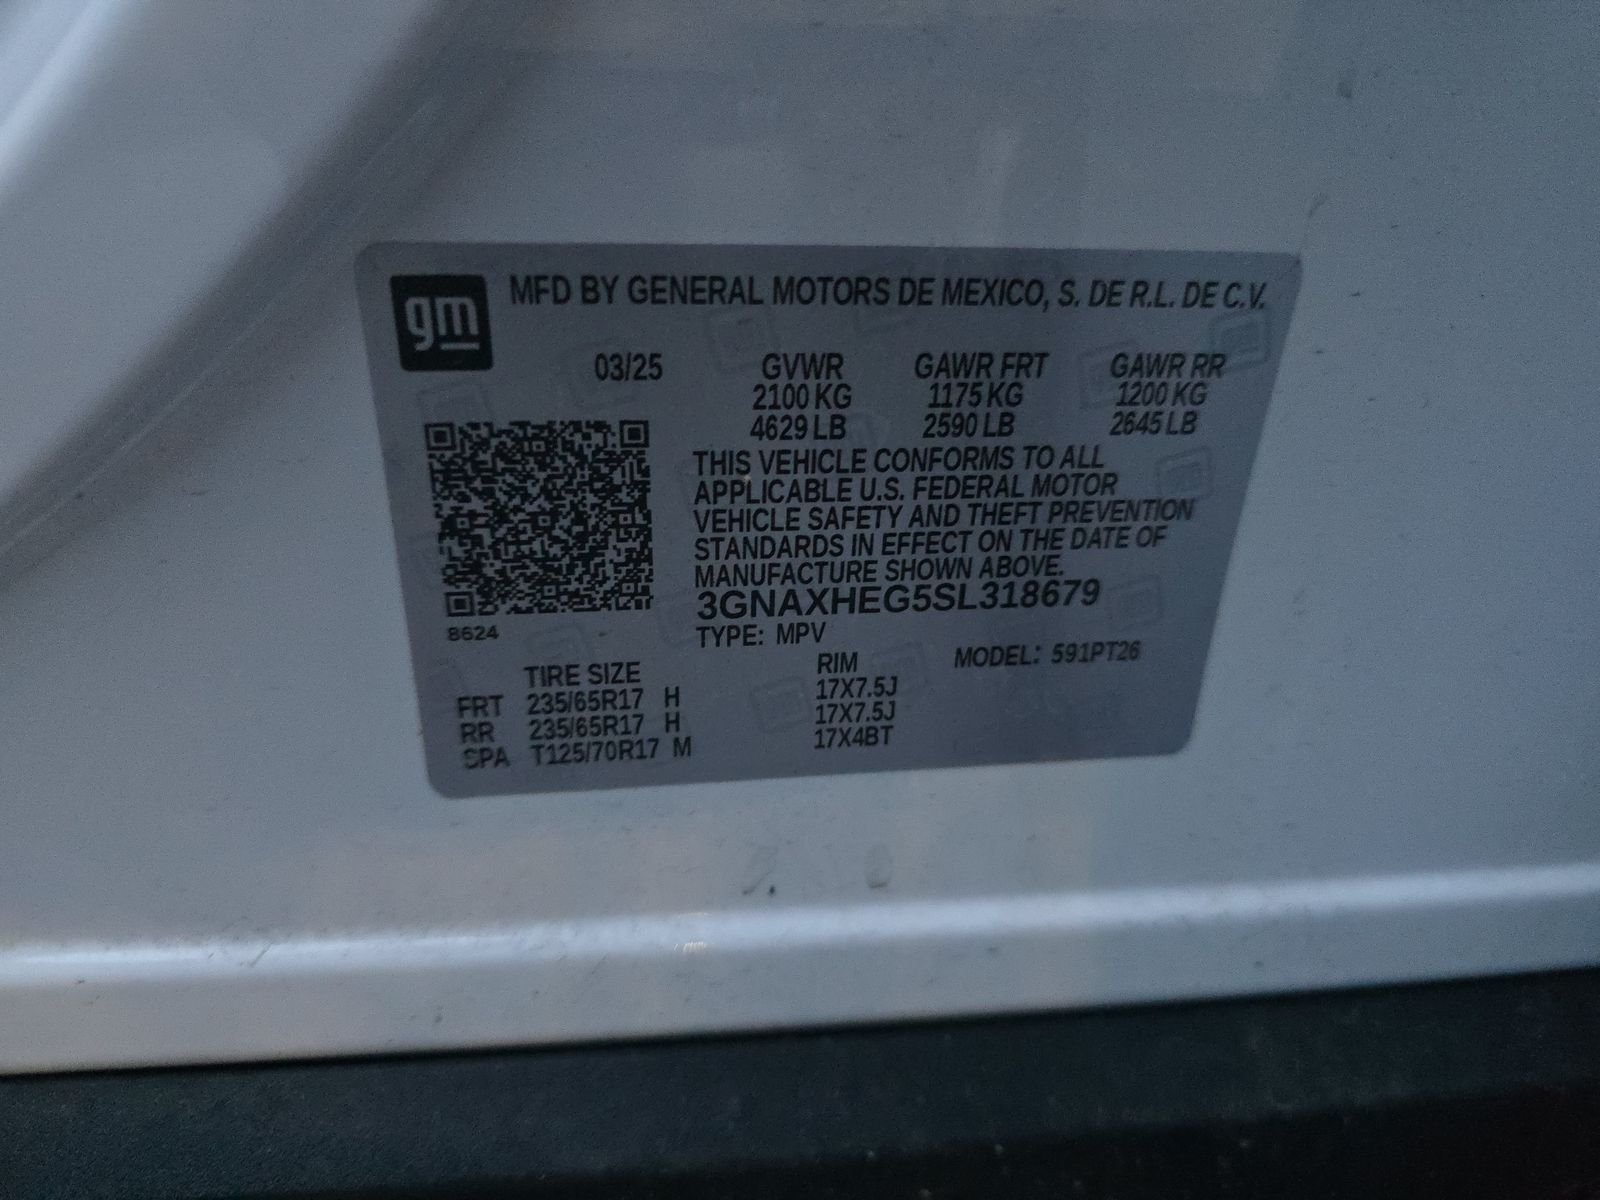 gm MFD BY GENERAL MOTORS DE MEXICO, S. DE R.L. DE C.V.
03/25 GVWR GAWR FRT GAWR RR
2100 KG 1175 KG 1200 KG
4629 LB 2590 LB 2645 LB
THIS VEHICLE CONFORMS TO ALL
APPLICABLE U.S. FEDERAL MOTOR
VEHICLE SAFETY AND THEFT PREVENTION
STANDARDS IN EFFECT ON THE DATE OF
MANUFACTURE SHOWN ABOVE.
3GNAXHEG5SL318679
8624 TYPE: MPV
TIRE SIZE RIM MODEL: 591PT26
FRT 235/65R17 H 17X7.5J
RR 235/65R17 H 17X7.5J
SPA T125/70R17 M 17X4BT